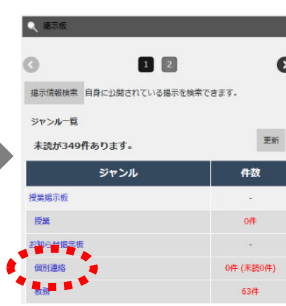 掲示板
1 2
掲示情報検索 自身に公開されている掲示を検索できます。
ジャンル一覧
未読が349件あります。
更新
ジャンル 件数
授業掲示板 -
授業 0件
お知らせ掲示板 -
個別連絡 0件 (未読0件)
教務 63件